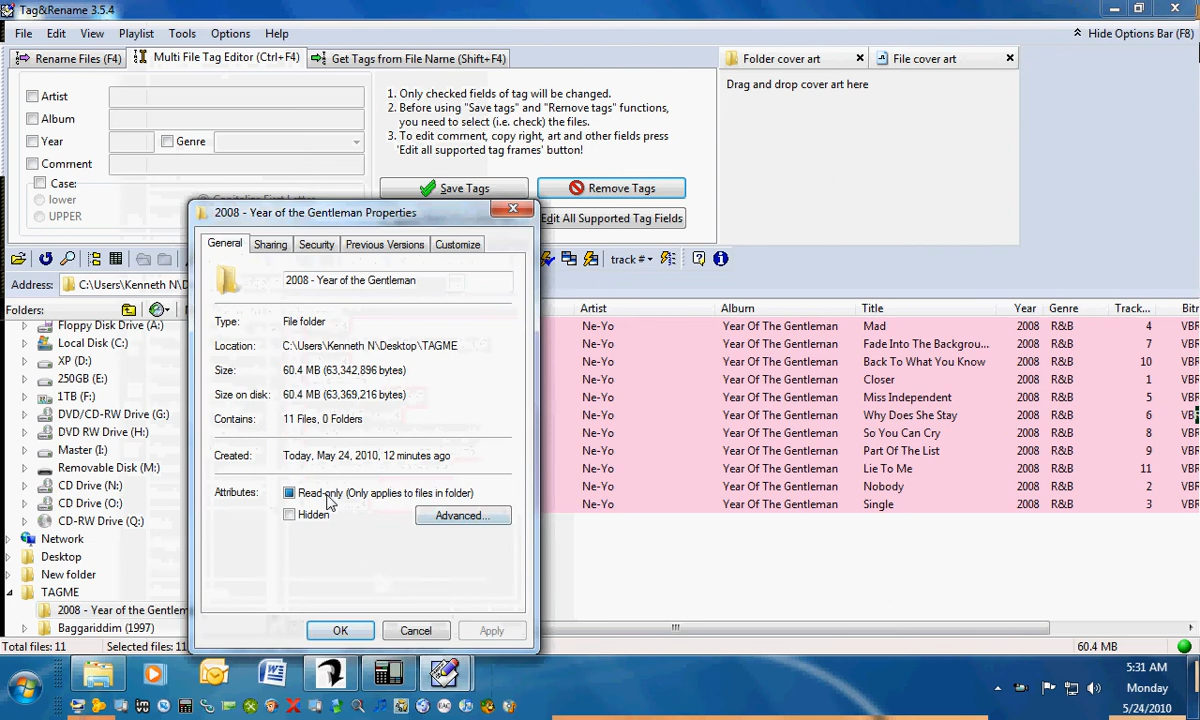 Tag&Rename 3.5.4
File Edit View Playlist Tools Options Help
Hide Options Bar (F8)
Rename Files (F4) Multi File Tag Editor (Ctrl+F4) Get Tags from File Name (Shift+F4)
Folder cover art File cover art
Drag and drop cover art here
Artist
Album
Year Genre
Comment
Case:
lower
UPPER
1. Only checked fields of tag will be changed.
2. Before using "Save tags" and "Remove tags" functions,
you need to select (i.e. check) the files.
3. To edit comment, copy right, art and other fields press
'Edit all supported tag frames' button!
Save Tags Remove Tags
Edit All Supported Tag Fields
track #
Address: C:\Users\Kenneth N\D
Folders:
Floppy Disk Drive (A:)
Local Disk (C:)
XP (D:)
250GB (E:)
1TB (F:)
DVD/CD-RW Drive (G:)
DVD RW Drive (H:)
Master (I:)
Removable Disk (M:)
CD Drive (N:)
CD Drive (O:)
CD-RW Drive (Q:)
Network
Desktop
New folder
TAGME
2008 - Year of the Gentlem
Baggariddim (1997)
2008 - Year of the Gentleman Properties
General Sharing Security Previous Versions Customize
2008 - Year of the Gentleman
Type: File folder
Location: C:\Users\Kenneth N\Desktop\TAGME
Size: 60.4 MB (63,342,896 bytes)
Size on disk: 60.4 MB (63,369,216 bytes)
Contains: 11 Files, 0 Folders
Created: Today, May 24, 2010, 12 minutes ago
Attributes: Read-only (Only applies to files in folder)
Hidden Advanced...
OK Cancel Apply
Artist Album Title Year Genre Track... Bitr
Ne-Yo Year Of The Gentleman Mad 2008 R&B 4 VBR
Ne-Yo Year Of The Gentleman Fade Into The Backgrou... 2008 R&B 7 VBR
Ne-Yo Year Of The Gentleman Back To What You Know 2008 R&B 10 VBR
Ne-Yo Year Of The Gentleman Closer 2008 R&B 1 VBR
Ne-Yo Year Of The Gentleman Miss Independent 2008 R&B 5 VBR
Ne-Yo Year Of The Gentleman Why Does She Stay 2008 R&B 6 VB
Ne-Yo Year Of The Gentleman So You Can Cry 2008 R&B 8 VBR
Ne-Yo Year Of The Gentleman Part Of The List 2008 R&B 9 VBR
Ne-Yo Year Of The Gentleman Lie To Me 2008 R&B 11 VBR
Ne-Yo Year Of The Gentleman Nobody 2008 R&B 2 VBR
Ne-Yo Year Of The Gentleman Single 2008 R&B 3 VBR
Total files: 11 Selected files: 11
60.4 MB
5:31 AM
Monday
5/24/2010